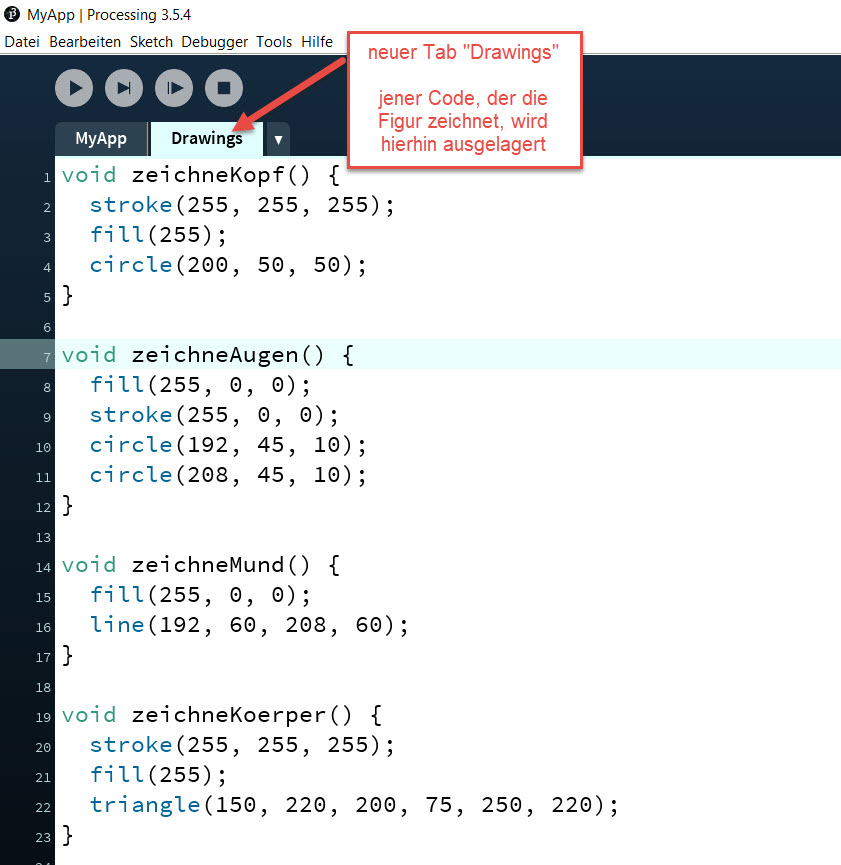 MyApp | Processing 3.5.4
Datei Bearbeiten Sketch Debugger Tools Hilfe
neuer Tab "Drawings"
jener Code, der die
Figur zeichnet, wird
hierhin ausgelagert
MyApp Drawings ▼
1 void zeichneKopf() {
2   stroke(255, 255, 255);
3   fill(255);
4   circle(200, 50, 50);
5 }
6
7 void zeichneAugen() {
8   fill(255, 0, 0);
9   stroke(255, 0, 0);
10   circle(192, 45, 10);
11   circle(208, 45, 10);
12 }
13
14 void zeichneMund() {
15   fill(255, 0, 0);
16   line(192, 60, 208, 60);
17 }
18
19 void zeichneKoerper() {
20   stroke(255, 255, 255);
21   fill(255);
22   triangle(150, 220, 200, 75, 250, 220);
23 }